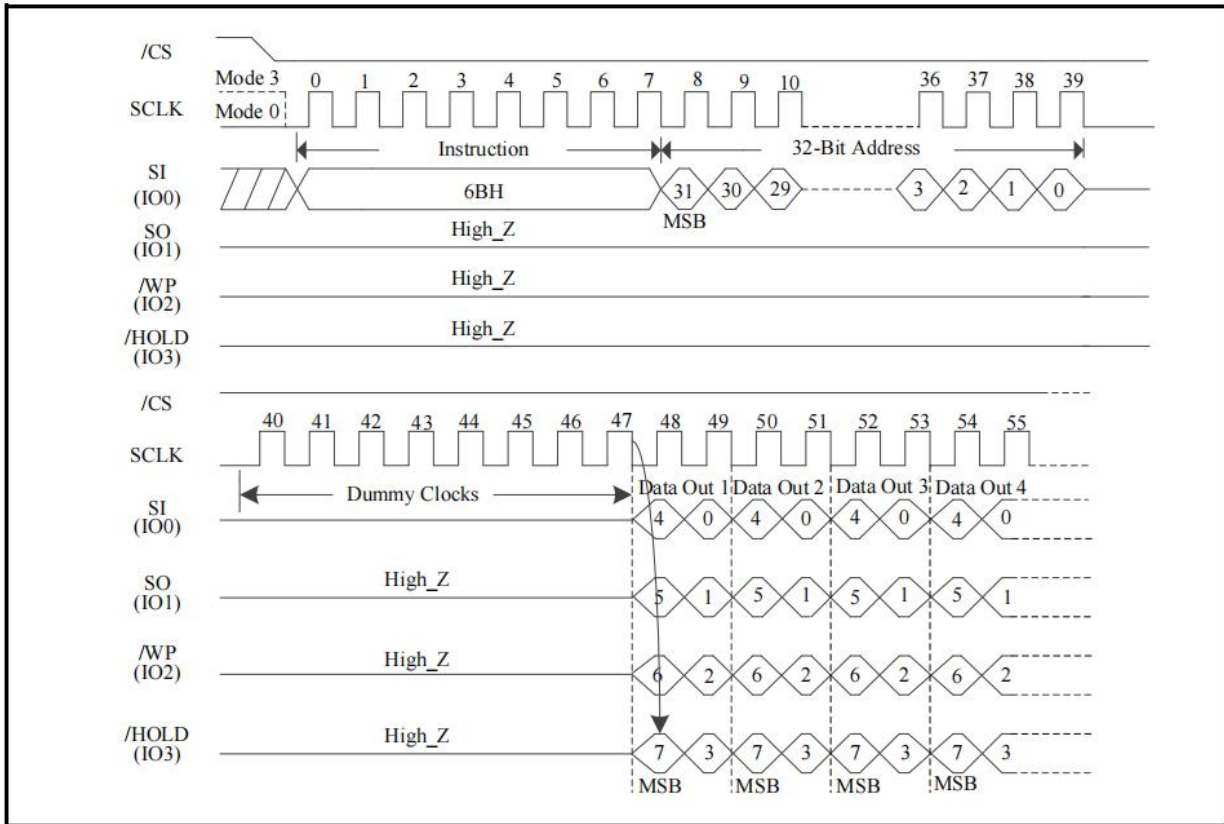 /CS
Mode 3
0 1 2 3 4 5 6 7 8 9 10 36 37 38 39
SCLK
Mode 0
Instruction 32-Bit Address
SI
(IO0)
6BH 31 30 29 3 2 1 0
MSB
SO
(IO1)
High_Z
/WP
(IO2)
High_Z
/HOLD
(IO3)
High_Z
/CS
40 41 42 43 44 45 46 47 48 49 50 51 52 53 54 55
SCLK
Dummy Clocks Data Out 1 Data Out 2 Data Out 3 Data Out 4
SI
(IO0)
4 0 4 0 4 0 4 0
SO
(IO1)
High_Z 5 1 5 1 5 1 5 1
/WP
(IO2)
High_Z 6 2 6 2 6 2 6 2
/HOLD
(IO3)
High_Z 7 3 7 3 7 3 7 3
MSB MSB MSB MSB